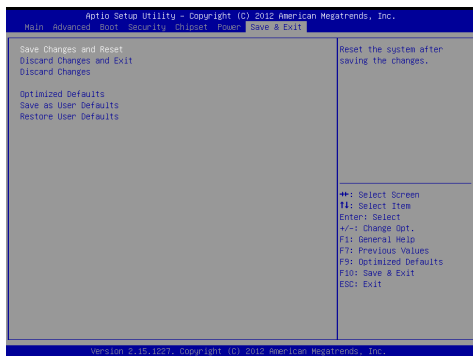 Aptio Setup Utility – Copyright (C) 2012 American Megatrends, Inc.
Main Advanced Boot Security Chipset Power Save & Exit
Save Changes and Reset
Discard Changes and Exit
Discard Changes
Optimized Defaults
Save as User Defaults
Restore User Defaults
Reset the system after
saving the changes.
→←: Select Screen
↑↓: Select Item
Enter: Select
+/-: Change Opt.
F1: General Help
F7: Previous Values
F9: Optimized Defaults
F10: Save & Exit
ESC: Exit
Version 2.15.1227. Copyright (C) 2012 American Megatrends, Inc.